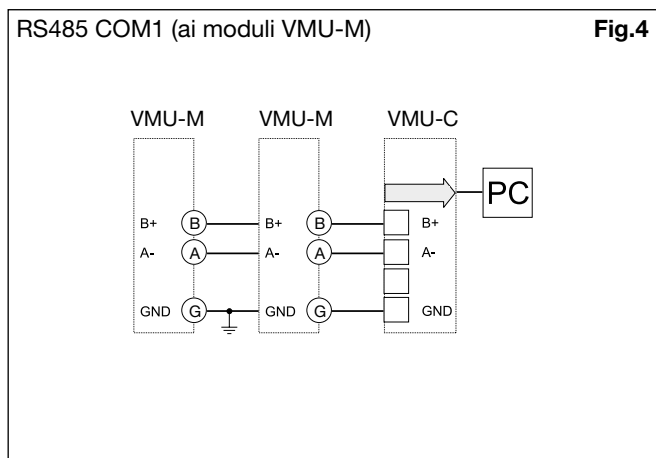 RS485 COM1 (ai moduli VMU-M) Fig.4
VMU-M VMU-M VMU-C
PC
B+ B B+ B B+
A- A A- A A-
GND G GND G GND